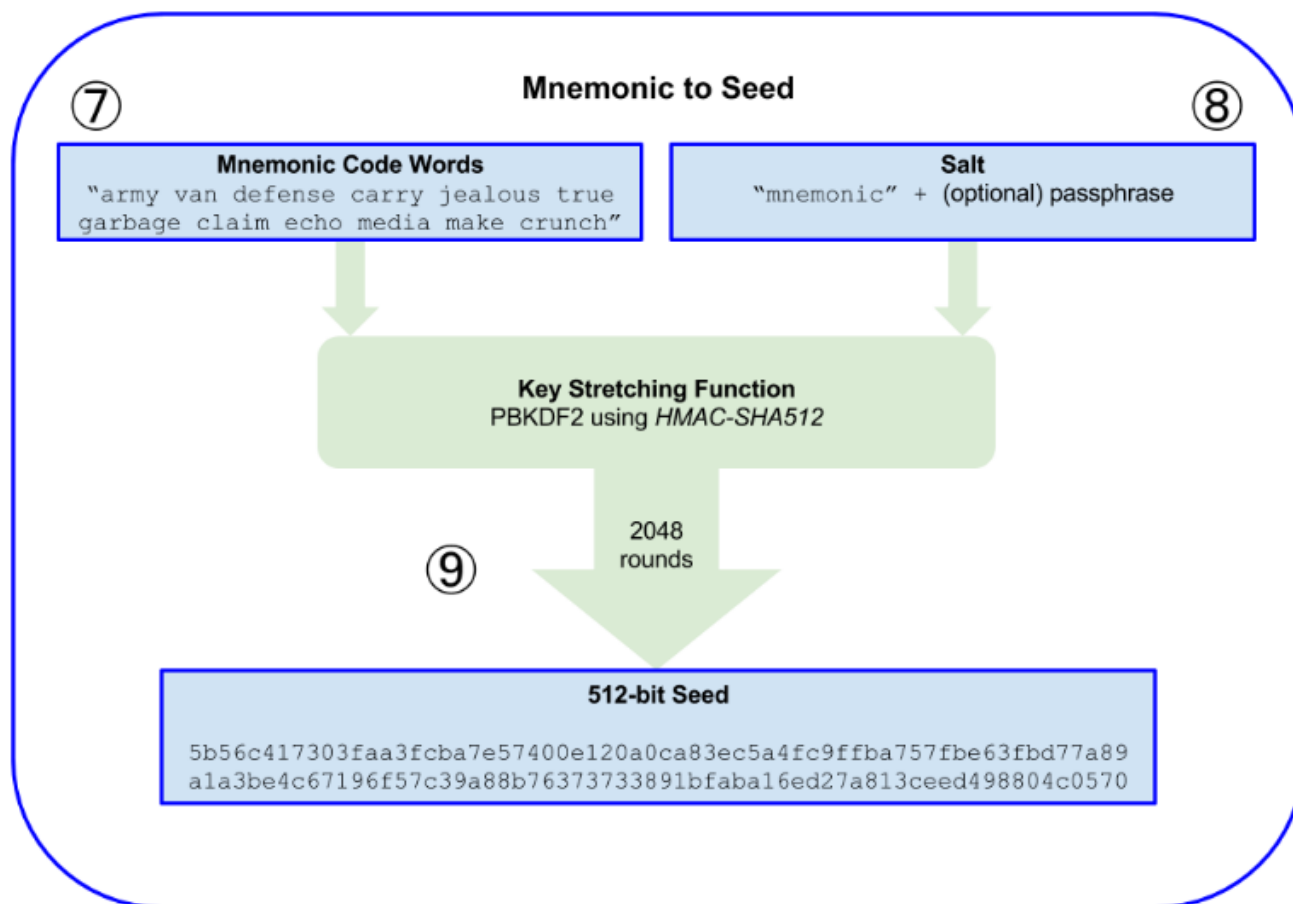 Mnemonic to Seed
⑦
⑧
Mnemonic Code Words
“army van defense carry jealous true
garbage claim echo media make crunch”
Salt
“mnemonic” + (optional) passphrase
Key Stretching Function
PBKDF2 using HMAC-SHA512
2048
rounds
⑨
512-bit Seed
5b56c417303faa3fcba7e57400e120a0ca83ec5a4fc9ffba757fbe63fbd77a89
a1a3be4c67196f57c39a88b76373733891bfaba16ed27a813ceed498804c0570